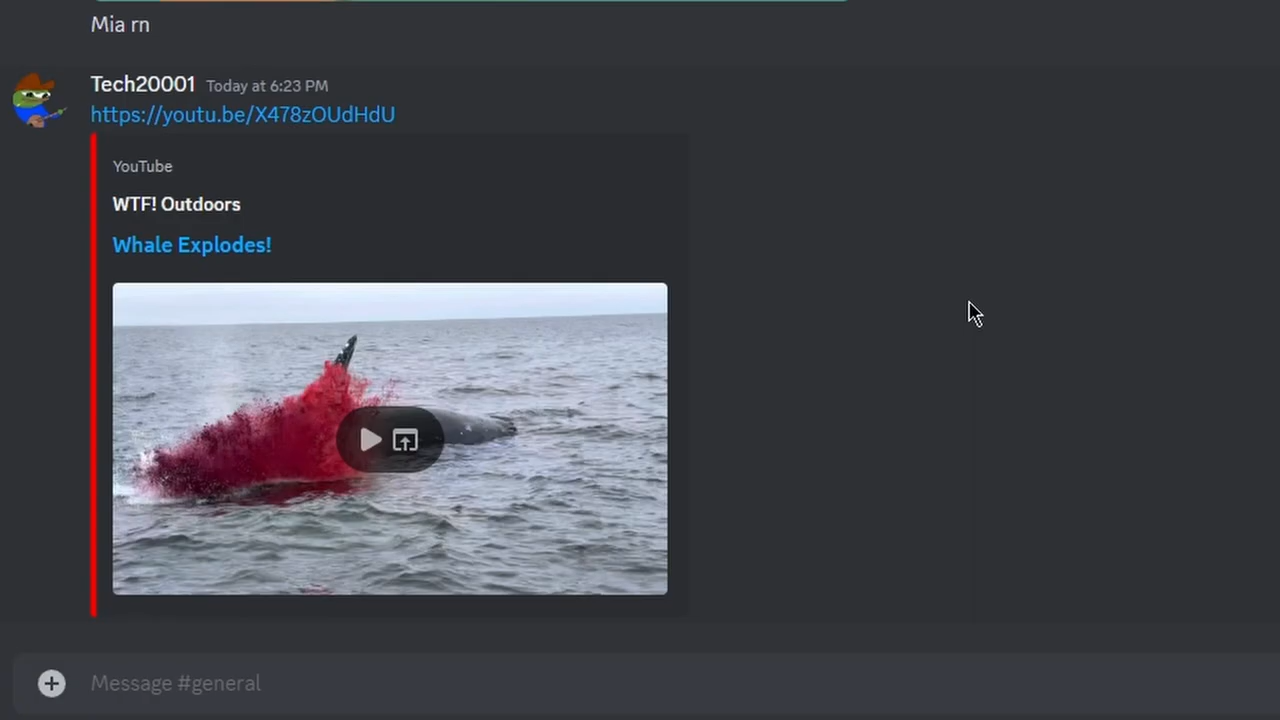 Mia rn
Tech20001 Today at 6:23 PM
https://youtu.be/X478zOUdHdU
YouTube
WTF! Outdoors
Whale Explodes!
Message #general